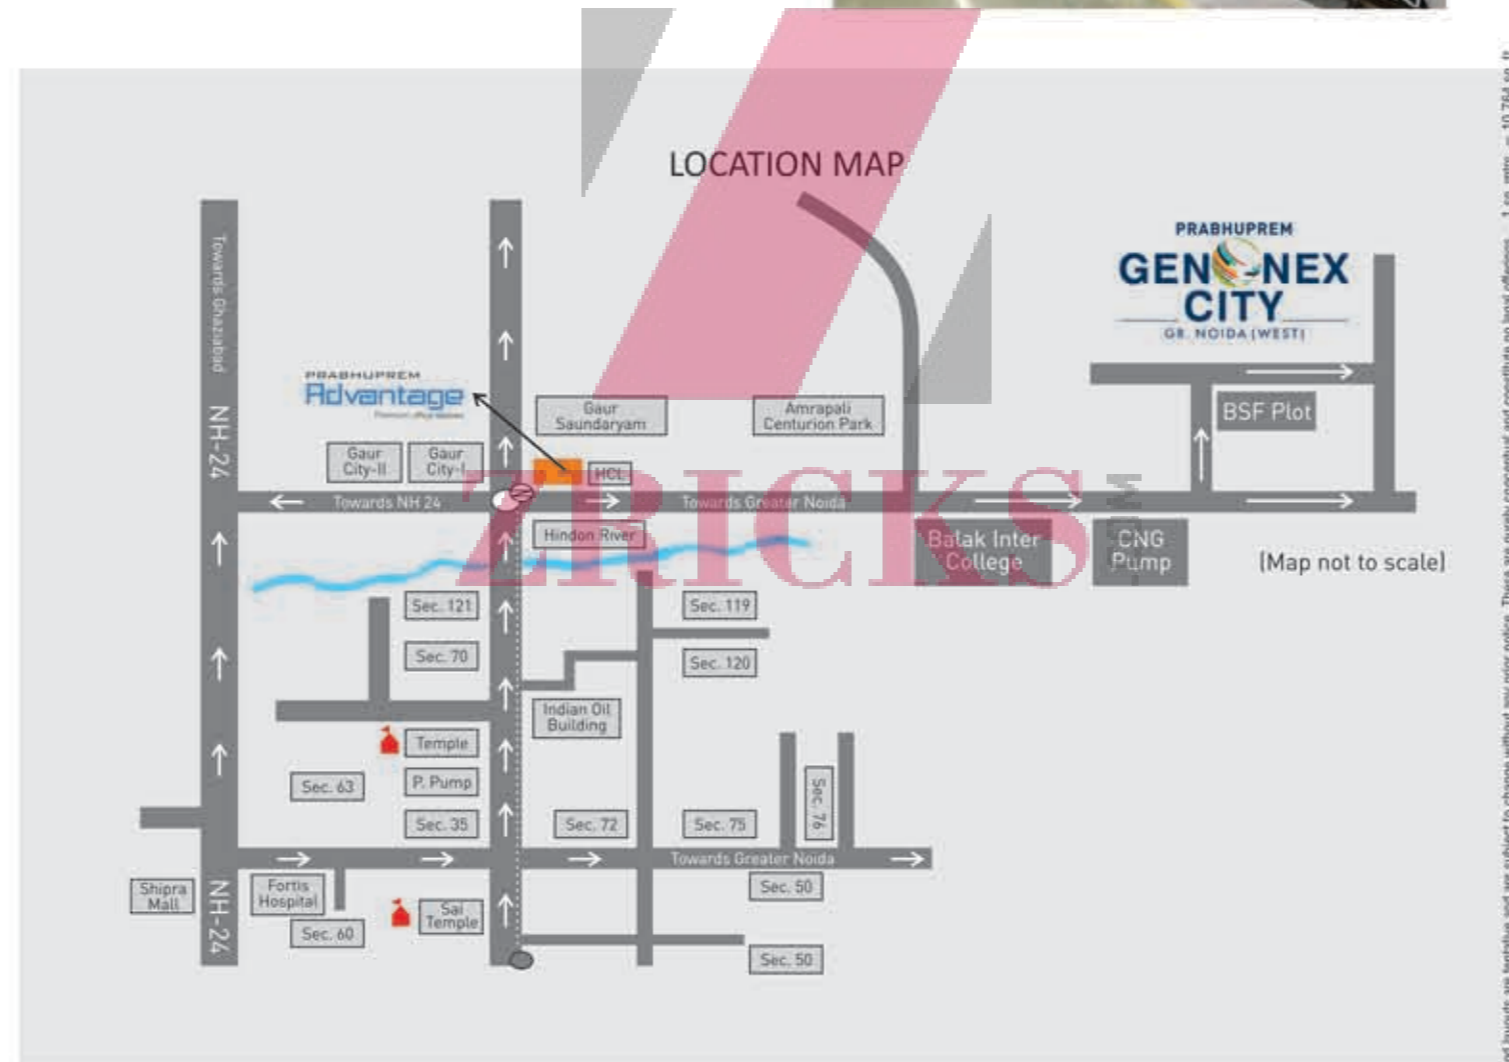 LOCATION MAP
Towards Ghaziabad
NH-24
PRABHUPREM
GEN NEX
CITY
GR. NOIDA (WEST)
PRABHUPREM
Advantage
Gaur
Saundaryam
Amrapali
Centurion Park
BSF Plot
Gaur
City-II
Gaur
City-I
HCL
Towards NH 24
Towards Greater Noida
ZRICKS
.COM
Hindon River
Balak Inter
College
CNG
Pump
(Map not to scale)
Sec. 121
Sec. 119
Sec. 70
Sec. 120
Indian Oil
Building
Temple
Sec. 63
P. Pump
Sec. 76
Sec. 35
Sec. 72
Sec. 75
Towards Greater Noida
Shipra
Mall
NH-24
Fortis
Hospital
Sec. 50
Sai
Temple
Sec. 60
Sec. 50